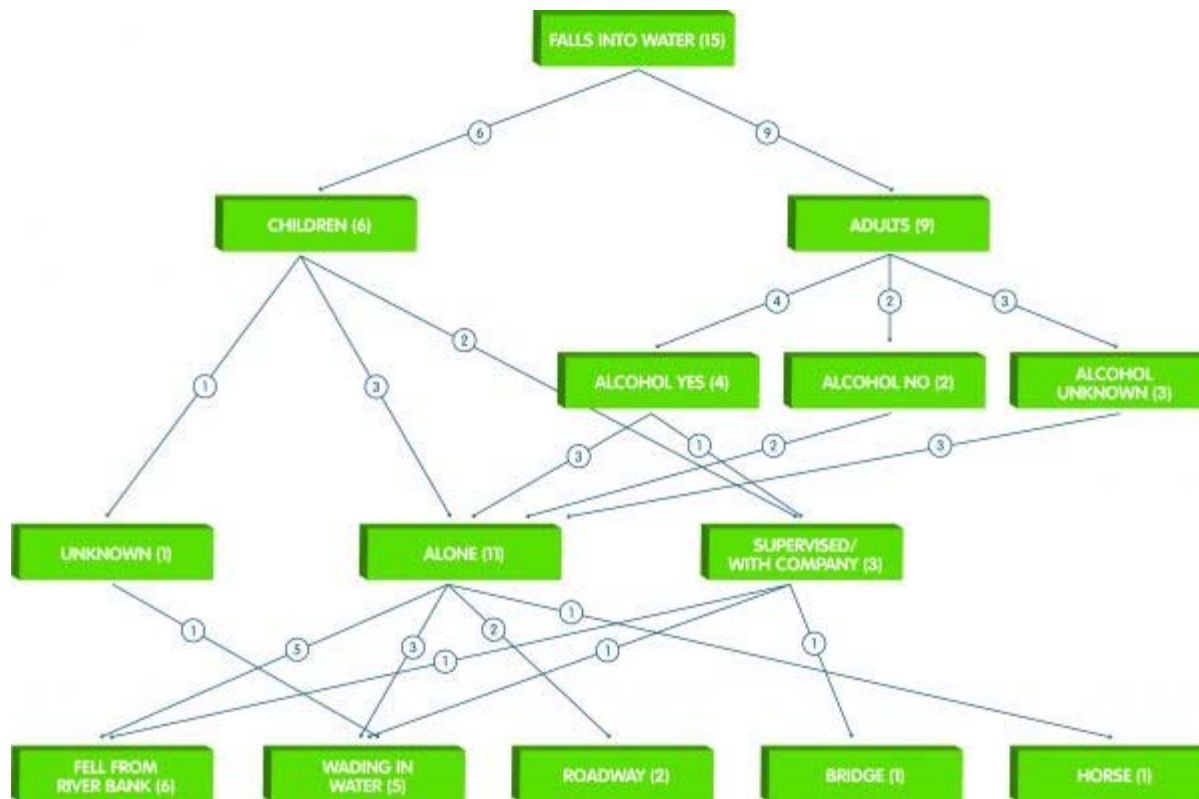 FALLS INTO WATER (15)
6
9
CHILDREN (6)
ADULTS (9)
4
2
3
2
1
3
ALCOHOL YES (4)
ALCOHOL NO (2)
ALCOHOL
UNKNOWN (3)
3
1
2
3
UNKNOWN (1)
ALONE (11)
SUPERVISED/
WITH COMPANY (3)
1
5
3
2
1
1
1
1
FELL FROM
RIVER BANK (6)
WADING IN
WATER (5)
ROADWAY (2)
BRIDGE (1)
HORSE (1)